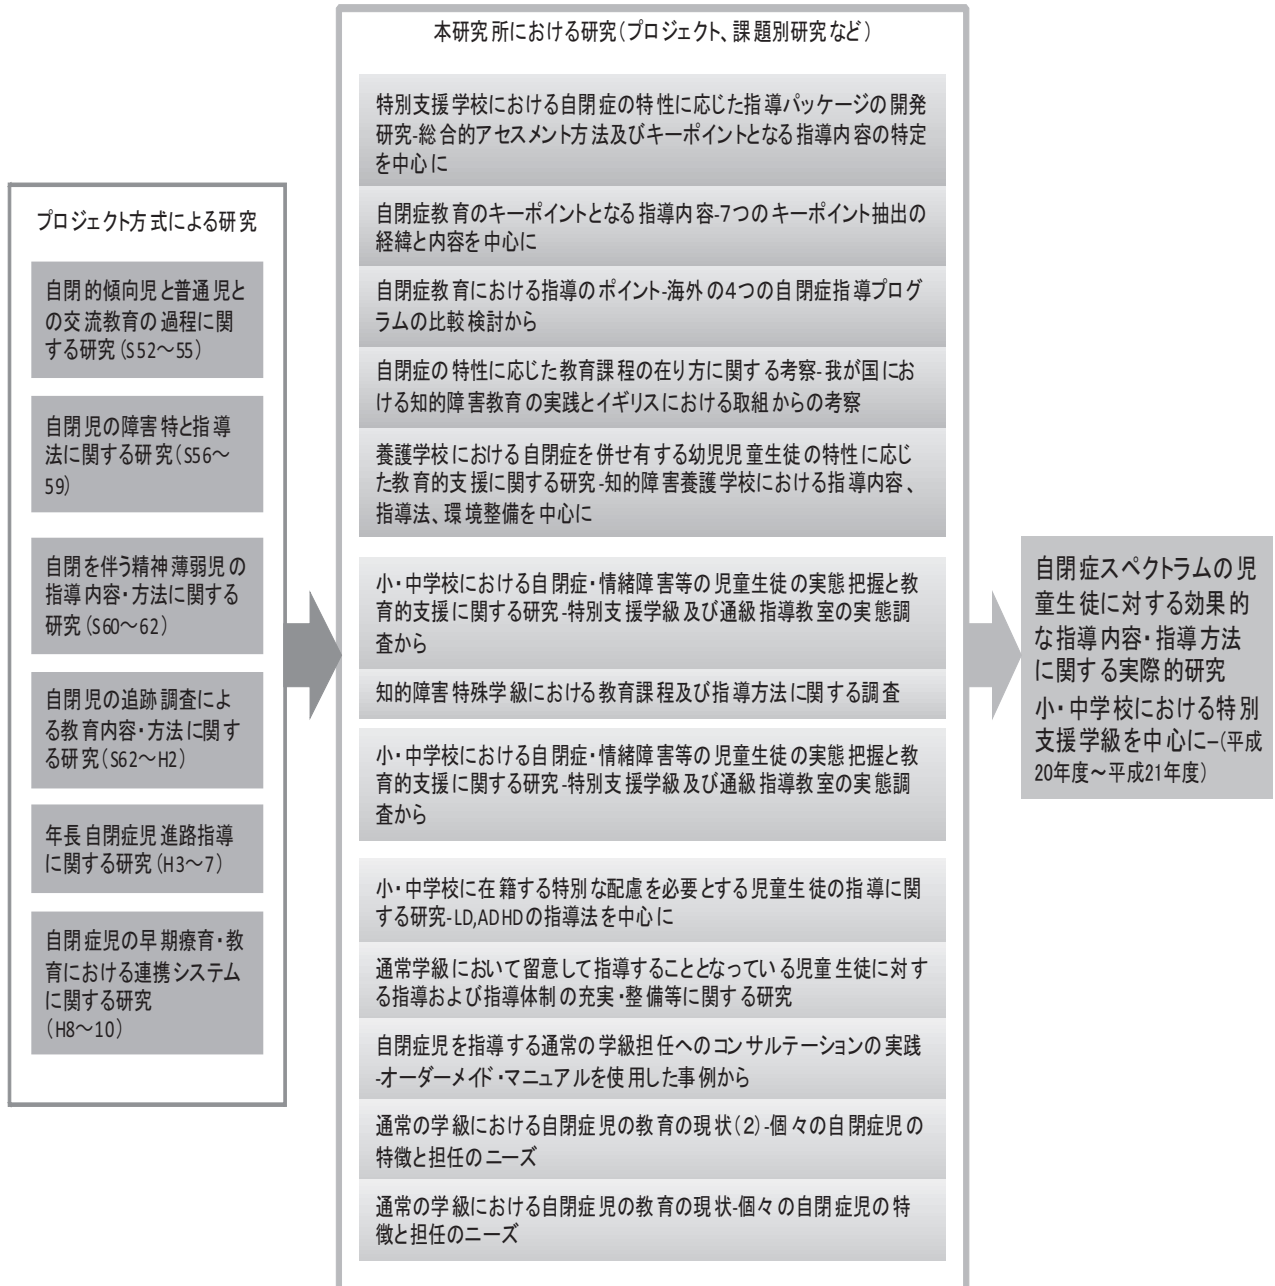 プロジェクト方式による研究
自閉的傾向児と普通児と
の交流教育の過程に関
する研究(S52～55)
自閉児の障害特と指導
法に関する研究(S56～
59)
自閉を伴う精神薄弱児の
指導内容・方法に関する
研究(S60～62)
自閉児の追跡調査によ
る教育内容・方法に関す
る研究(S62～H2)
年長自閉症児進路指導
に関する研究(H3～7)
自閉症児の早期療育・教
育における連携システム
に関する研究
(H8～10)
本研究所における研究(プロジェクト、課題別研究など)
特別支援学校における自閉症の特性に応じた指導パッケージの開発
研究-総合的アセスメント方法及びキーポイントとなる指導内容の特定
を中心に
自閉症教育のキーポイントとなる指導内容-7つのキーポイント抽出の
経緯と内容を中心に
自閉症教育における指導のポイント-海外の4つの自閉症指導プログ
ラムの比較検討から
自閉症の特性に応じた教育課程の在り方に関する考察-我が国にお
ける知的障害教育の実践とイギリスにおける取組からの考察
養護学校における自閉症を併せ有する幼児児童生徒の特性に応じ
た教育的支援に関する研究-知的障害養護学校における指導内容、
指導法、環境整備を中心に
小・中学校における自閉症・情緒障害等の児童生徒の実態把握と教
育的支援に関する研究-特別支援学級及び通級指導教室の実態調
査から
知的障害特殊学級における教育課程及び指導方法に関する調査
小・中学校における自閉症・情緒障害等の児童生徒の実態把握と教
育的支援に関する研究-特別支援学級及び通級指導教室の実態調
査から
小・中学校に在籍する特別な配慮を必要とする児童生徒の指導に関
する研究-LD,ADHDの指導法を中心に
通常学級において留意して指導することとなっている児童生徒に対す
る指導および指導体制の充実・整備等に関する研究
自閉症児を指導する通常の学級担任へのコンサルテーションの実践
-オーダーメイド・マニュアルを使用した事例から
通常の学級における自閉症児の教育の現状(2)-個々の自閉症児の
特徴と担任のニーズ
通常の学級における自閉症児の教育の現状-個々の自閉症児の特
徴と担任のニーズ
自閉症スペクトラムの児
童生徒に対する効果的
な指導内容・指導方法
に関する実際的研究
小・中学校における特別
支援学級を中心に–(平成
20年度～平成21年度)